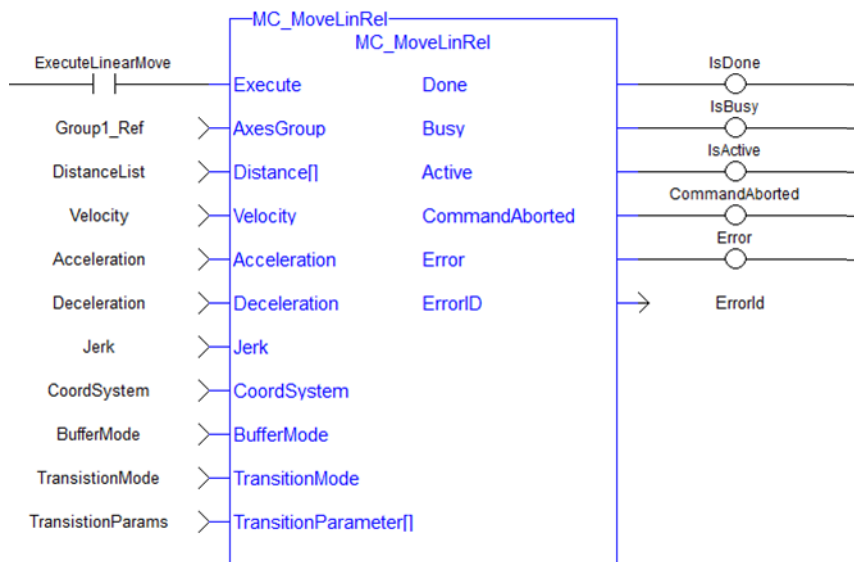 MC_MoveLinRel
MC_MoveLinRel
ExecuteLinearMove Execute Done IsDone
Group1_Ref AxesGroup Busy IsBusy
DistanceList Distance[] Active IsActive
Velocity Velocity CommandAborted CommandAborted
Acceleration Acceleration Error Error
Deceleration Deceleration ErrorID ErrorId
Jerk Jerk
CoordSystem CoordSystem
BufferMode BufferMode
TransistionMode TransitionMode
TransistionParams TransitionParameter[]